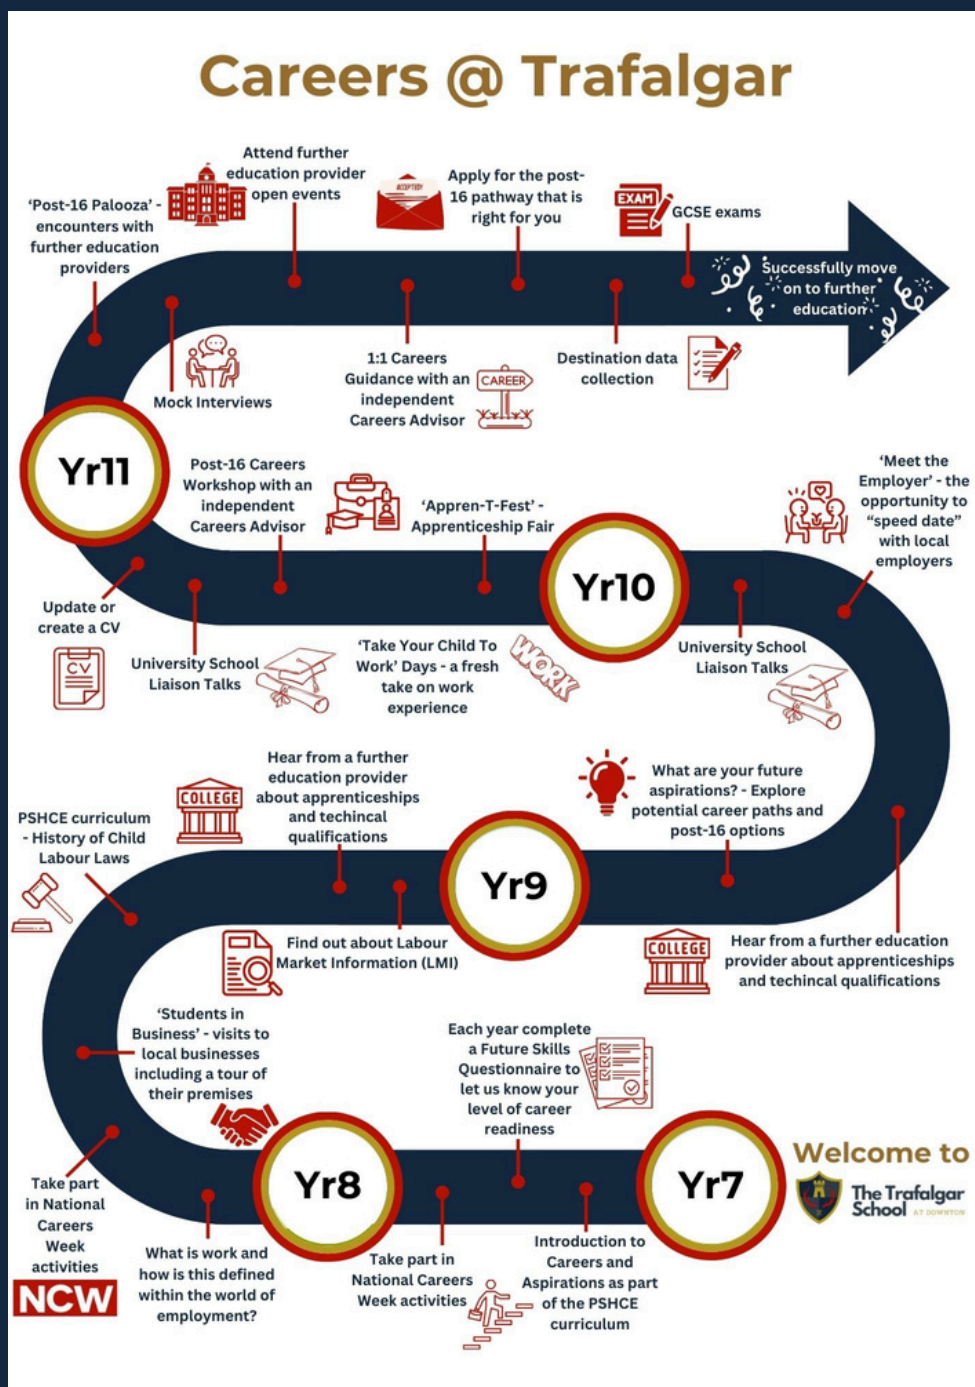 Careers @ Trafalgar
Attend further
education provider
open events
ACCEPTED!
Apply for the post-
16 pathway that is
right for you
EXAM
GCSE exams
'Post-16 Palooza' -
encounters with
further education
providers
Successfully move
on to further
education
Mock Interviews
1:1 Careers
Guidance with an
independent
Careers Advisor
CAREER
Destination data
collection
Yr11
Post-16 Careers
Workshop with an
independent
Careers Advisor
'Appren-T-Fest' -
Apprenticeship Fair
Yr10
'Meet the
Employer' - the
opportunity to
“speed date”
with local
employers
Update or
create a CV
CV
University School
Liaison Talks
'Take Your Child To
Work' Days - a fresh
take on work
experience
WORK
University School
Liaison Talks
PSHCE curriculum
- History of Child
Labour Laws
COLLEGE
Hear from a further
education provider
about apprenticeships
and techincal
qualifications
What are your future
aspirations? - Explore
potential career paths and
post-16 options
Yr9
Find out about Labour
Market Information (LMI)
COLLEGE
Hear from a further education
provider about apprenticeships
and techincal qualifications
'Students in
Business' - visits to
local businesses
including a tour of
their premises
Each year complete
a Future Skills
Questionnaire to
let us know your
level of career
readiness
Yr8
Yr7
Welcome to
The Trafalgar
School AT DOWNTON
Take part
in National
Careers
Week
activities
NCW
What is work and
how is this defined
within the world of
employment?
Take part in
National Careers
Week activities
Introduction to
Careers and
Aspirations as part
of the PSHCE
curriculum